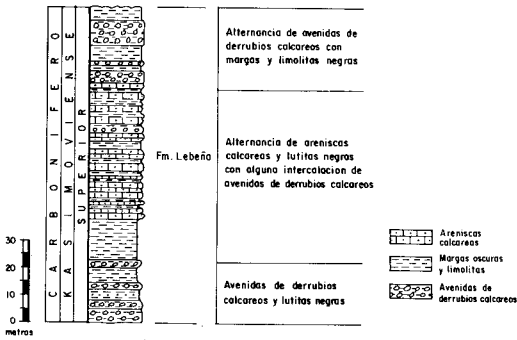 CARBONIFERO
KASIMOVIENSE
SUPERIOR
Fm. Lebeña
Alternancia de avenidas de
derrubios calcareos con
margas y limolitas negras
Alternancia de areniscas
calcareas y lutitas negras
con alguna intercalacion de
avenidas de derrubios calcareos
Avenidas de derrubios
calcareos y lutitas negras
30
20
10
0
metros
Areniscas
calcareas
Margas oscuras
y limolitas
Avenidas de
derrubios calcareos